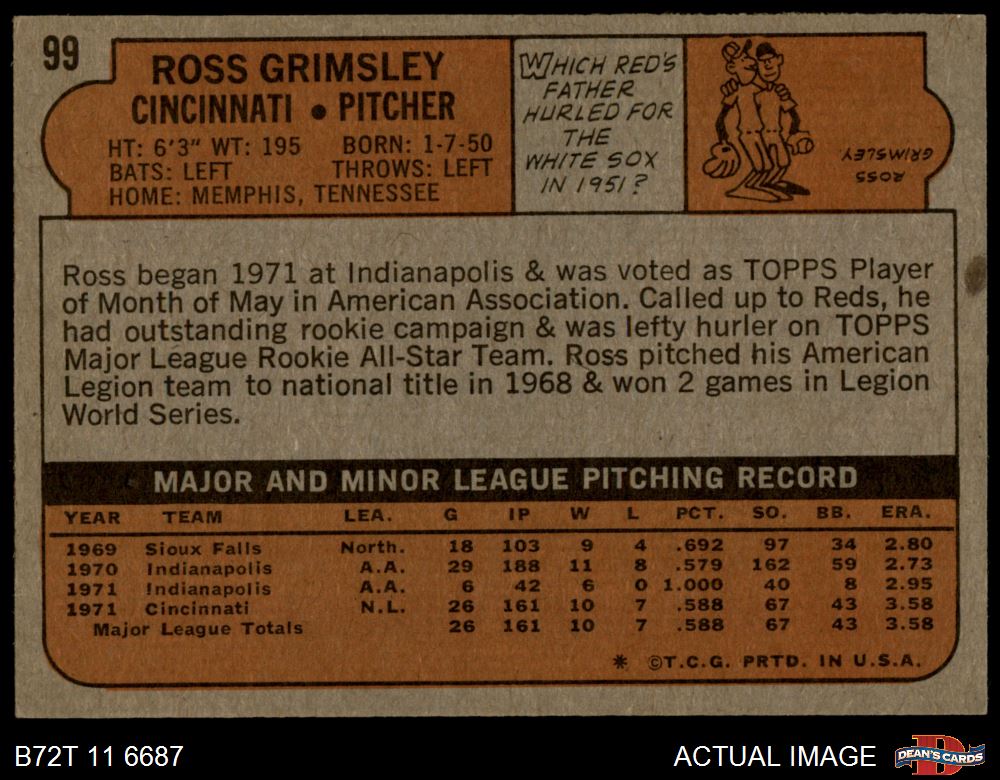 99
ROSS GRIMSLEY
CINCINNATI • PITCHER
HT: 6'3" WT: 195 BORN: 1-7-50
BATS: LEFT THROWS: LEFT
HOME: MEMPHIS, TENNESSEE
WHICH RED'S
FATHER
HURLED FOR
THE
WHITE SOX
IN 1951?
ROSS
GRIMSLEY
Ross began 1971 at Indianapolis & was voted as TOPPS Player
of Month of May in American Association. Called up to Reds, he
had outstanding rookie campaign & was lefty hurler on TOPPS
Major League Rookie All-Star Team. Ross pitched his American
Legion team to national title in 1968 & won 2 games in Legion
World Series.
MAJOR AND MINOR LEAGUE PITCHING RECORD
YEAR TEAM LEA. G IP W L PCT. SO. BB. ERA.
1969 Sioux Falls North. 18 103 9 4 .692 97 34 2.80
1970 Indianapolis A.A. 29 188 11 8 .579 162 59 2.73
1971 Indianapolis A.A. 6 42 6 0 1.000 40 8 2.95
1971 Cincinnati N.L. 26 161 10 7 .588 67 43 3.58
Major League Totals 26 161 10 7 .588 67 43 3.58
* ©T.C.G. PRTD. IN U.S.A.
B72T 11 6687
ACTUAL IMAGE
D
DEAN'S CARDS